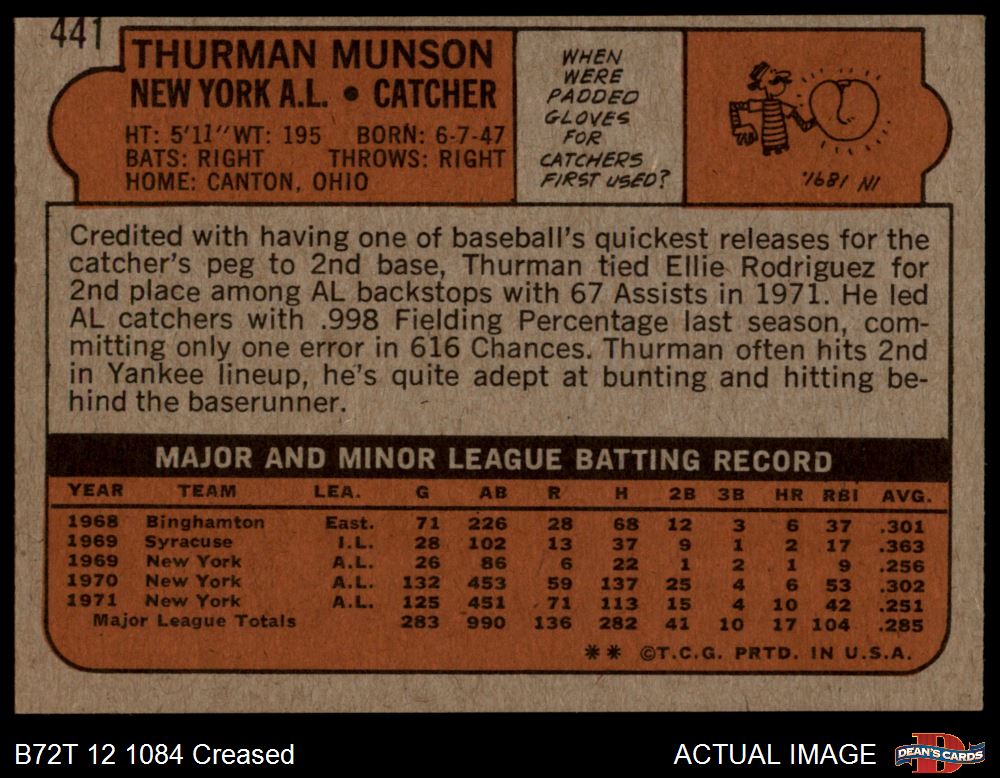 441
THURMAN MUNSON
NEW YORK A.L. • CATCHER
HT: 5'11" WT: 195 BORN: 6-7-47
BATS: RIGHT THROWS: RIGHT
HOME: CANTON, OHIO
WHEN
WERE
PADDED
GLOVES
FOR
CATCHERS
FIRST USED?
IN 1891.
Credited with having one of baseball's quickest releases for the
catcher's peg to 2nd base, Thurman tied Ellie Rodriguez for
2nd place among AL backstops with 67 Assists in 1971. He led
AL catchers with .998 Fielding Percentage last season, com-
mitting only one error in 616 Chances. Thurman often hits 2nd
in Yankee lineup, he's quite adept at bunting and hitting be-
hind the baserunner.
MAJOR AND MINOR LEAGUE BATTING RECORD
YEAR TEAM LEA. G AB R H 2B 3B HR RBI AVG.
1968 Binghamton East. 71 226 28 68 12 3 6 37 .301
1969 Syracuse I.L. 28 102 13 37 9 1 2 17 .363
1969 New York A.L. 26 86 6 22 1 2 1 9 .256
1970 New York A.L. 132 453 59 137 25 4 6 53 .302
1971 New York A.L. 125 451 71 113 15 4 10 42 .251
Major League Totals 283 990 136 282 41 10 17 104 .285
** ©T.C.G. PRTD. IN U.S.A.
B72T 12 1084 Creased
ACTUAL IMAGE
DEAN'S CARDS